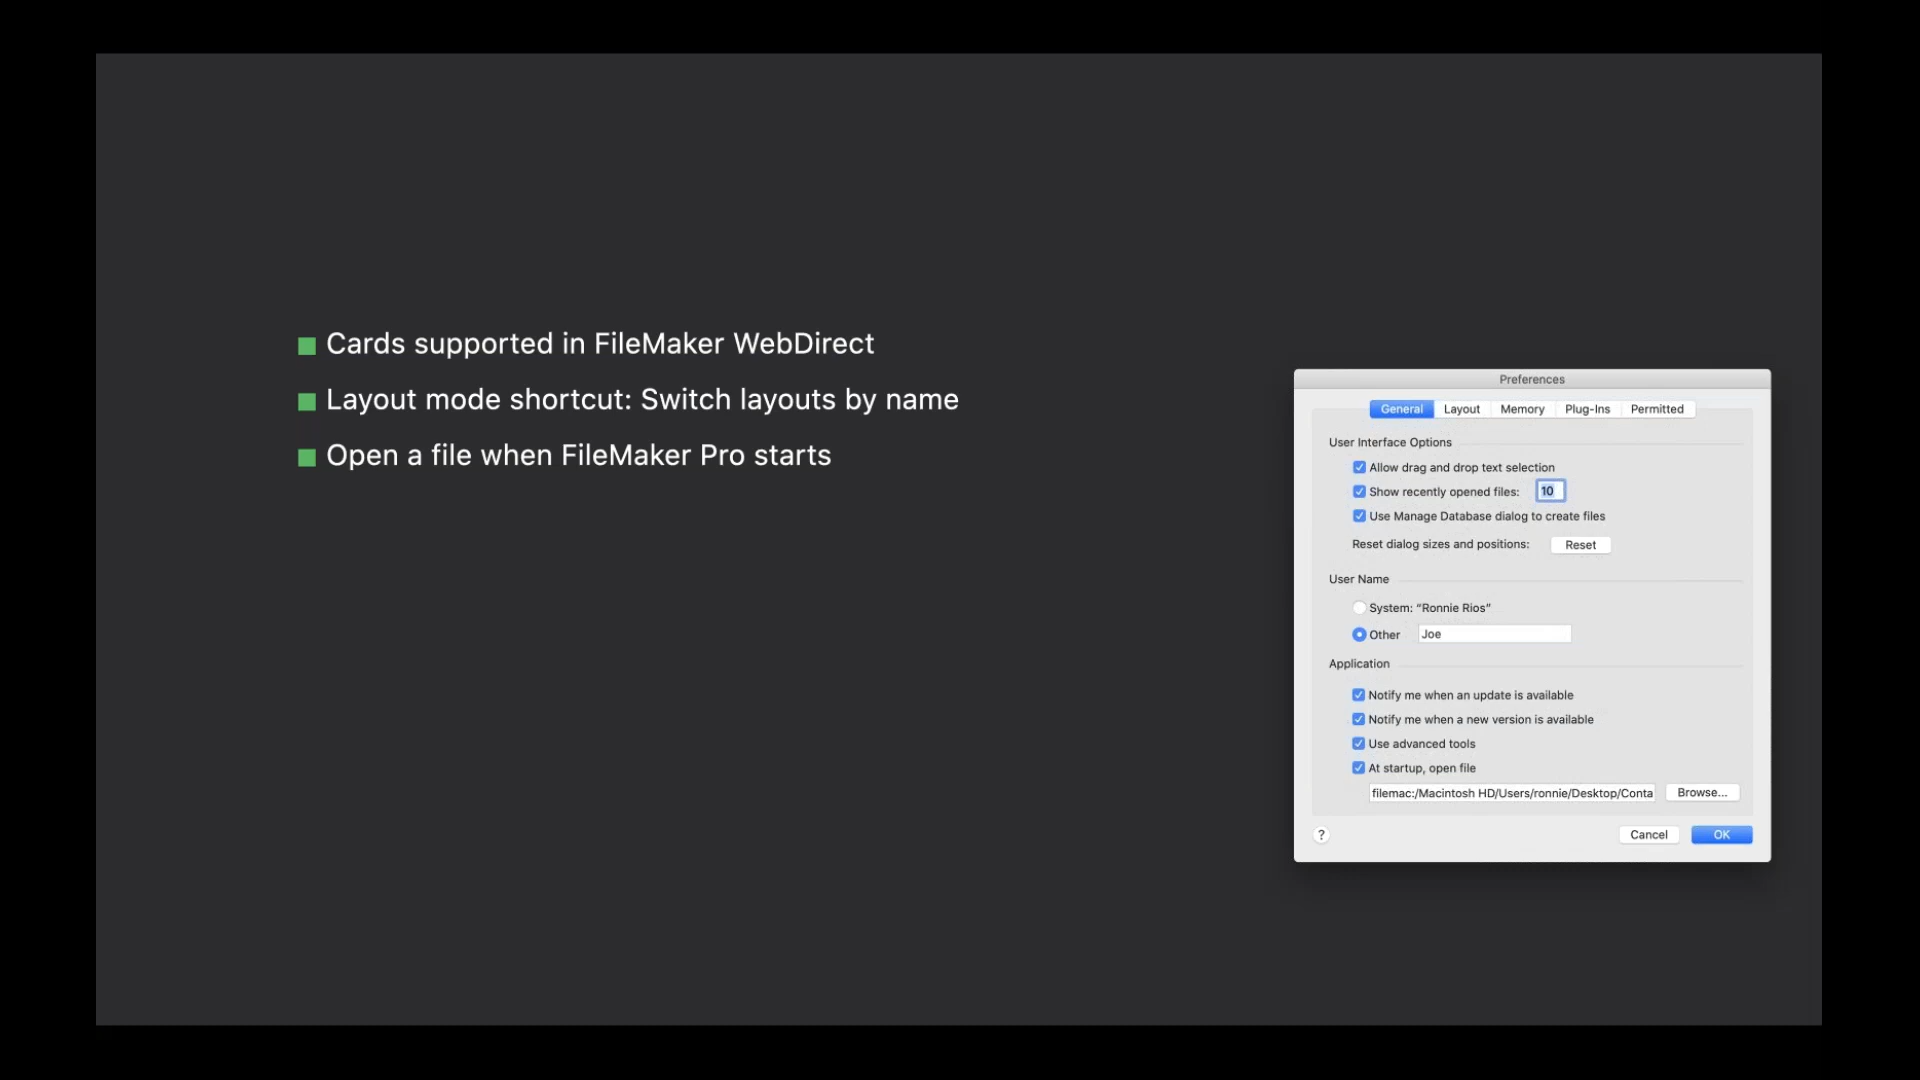 Cards supported in FileMaker WebDirect
Layout mode shortcut: Switch layouts by name
Open a file when FileMaker Pro starts
Preferences
General Layout Memory Plug-Ins Permitted
User Interface Options
Allow drag and drop text selection
Show recently opened files: 10
Use Manage Database dialog to create files
Reset dialog sizes and positions: Reset
User Name
System: “Ronnie Rios”
Other Joe
Application
Notify me when an update is available
Notify me when a new version is available
Use advanced tools
At startup, open file
filemac:/Macintosh HD/Users/ronnie/Desktop/Conta Browse...
? Cancel OK